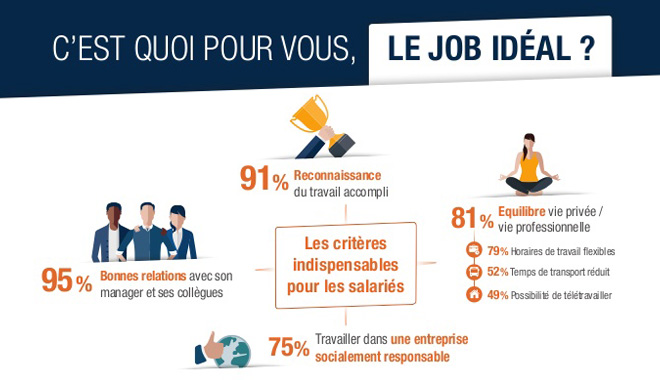 C'EST QUOI POUR VOUS, LE JOB IDÉAL ?
91% Reconnaissance
du travail accompli
95% Bonnes relations avec son
manager et ses collègues
Les critères
indispensables
pour les salariés
81% Equilibre vie privée /
vie professionnelle
79% Horaires de travail flexibles
52% Temps de transport réduit
49% Possibilité de télétravailler
75% Travailler dans une entreprise
socialement responsable